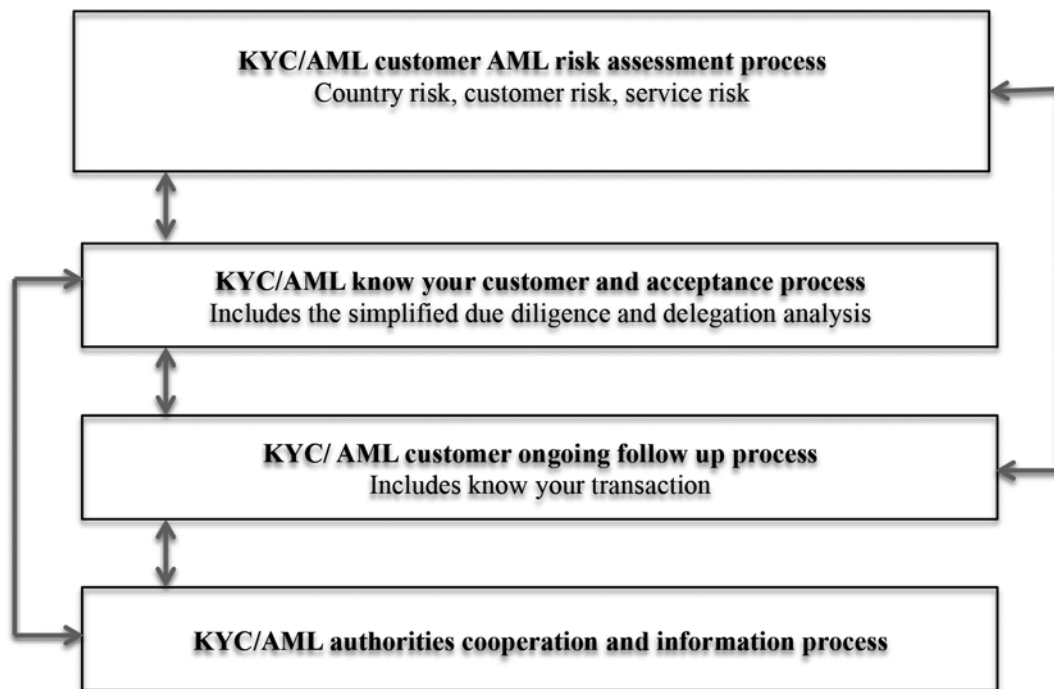 KYC/AML customer AML risk assessment process
Country risk, customer risk, service risk
KYC/AML know your customer and acceptance process
Includes the simplified due diligence and delegation analysis
KYC/ AML customer ongoing follow up process
Includes know your transaction
KYC/AML authorities cooperation and information process